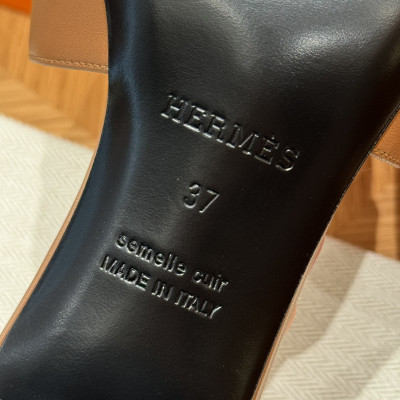 HERMÈS
37
semelle cuir
MADE IN ITALY